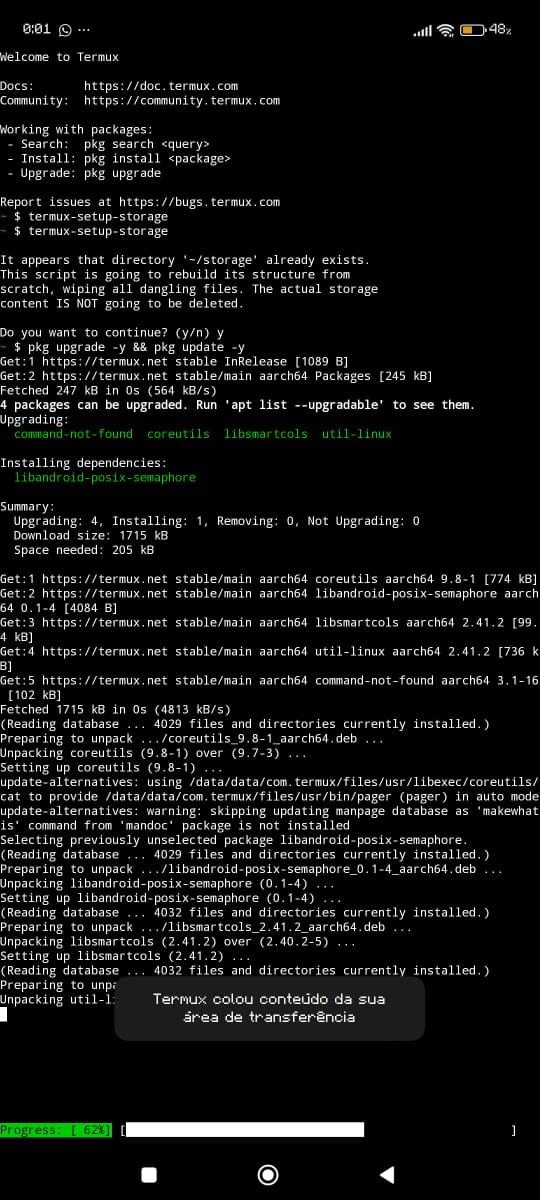 0:01 ... 48%
Welcome to Termux
Docs: https://doc.termux.com
Community: https://community.termux.com
Working with packages:
- Search: pkg search <query>
- Install: pkg install <package>
- Upgrade: pkg upgrade
Report issues at https://bugs.termux.com
~ $ termux-setup-storage
~ $ termux-setup-storage
It appears that directory '~/storage' already exists.
This script is going to rebuild its structure from
scratch, wiping all dangling files. The actual storage
content IS NOT going to be deleted.
Do you want to continue? (y/n) y
~ $ pkg upgrade -y && pkg update -y
Get:1 https://termux.net stable InRelease [1089 B]
Get:2 https://termux.net stable/main aarch64 Packages [245 kB]
Fetched 247 kB in 0s (564 kB/s)
4 packages can be upgraded. Run 'apt list --upgradable' to see them.
Upgrading:
command-not-found coreutils libsmartcols util-linux
Installing dependencies:
libandroid-posix-semaphore
Summary:
Upgrading: 4, Installing: 1, Removing: 0, Not Upgrading: 0
Download size: 1715 kB
Space needed: 205 kB
Get:1 https://termux.net stable/main aarch64 coreutils aarch64 9.8-1 [774 kB]
Get:2 https://termux.net stable/main aarch64 libandroid-posix-semaphore aarch
64 0.1-4 [4084 B]
Get:3 https://termux.net stable/main aarch64 libsmartcols aarch64 2.41.2 [99.
4 kB]
Get:4 https://termux.net stable/main aarch64 util-linux aarch64 2.41.2 [736 k
B]
Get:5 https://termux.net stable/main aarch64 command-not-found aarch64 3.1-16
[102 kB]
Fetched 1715 kB in 0s (4813 kB/s)
(Reading database ... 4029 files and directories currently installed.)
Preparing to unpack .../coreutils_9.8-1_aarch64.deb ...
Unpacking coreutils (9.8-1) over (9.7-3) ...
Setting up coreutils (9.8-1) ...
update-alternatives: using /data/data/com.termux/files/usr/libexec/coreutils/
cat to provide /data/data/com.termux/files/usr/bin/pager (pager) in auto mode
update-alternatives: warning: skipping updating manpage database as 'makewhat
is' command from 'mandoc' package is not installed
Selecting previously unselected package libandroid-posix-semaphore.
(Reading database ... 4029 files and directories currently installed.)
Preparing to unpack .../libandroid-posix-semaphore_0.1-4_aarch64.deb ...
Unpacking libandroid-posix-semaphore (0.1-4) ...
Setting up libandroid-posix-semaphore (0.1-4) ...
(Reading database ... 4032 files and directories currently installed.)
Preparing to unpack .../libsmartcols_2.41.2_aarch64.deb ...
Unpacking libsmartcols (2.41.2) over (2.40.2-5) ...
Setting up libsmartcols (2.41.2) ...
(Reading database ... 4032 files and directories currently installed.)
Preparing to unpa
Unpacking util-l
Termux colou conteúdo da sua
área de transferência
Progress: [ 62%] [ ]